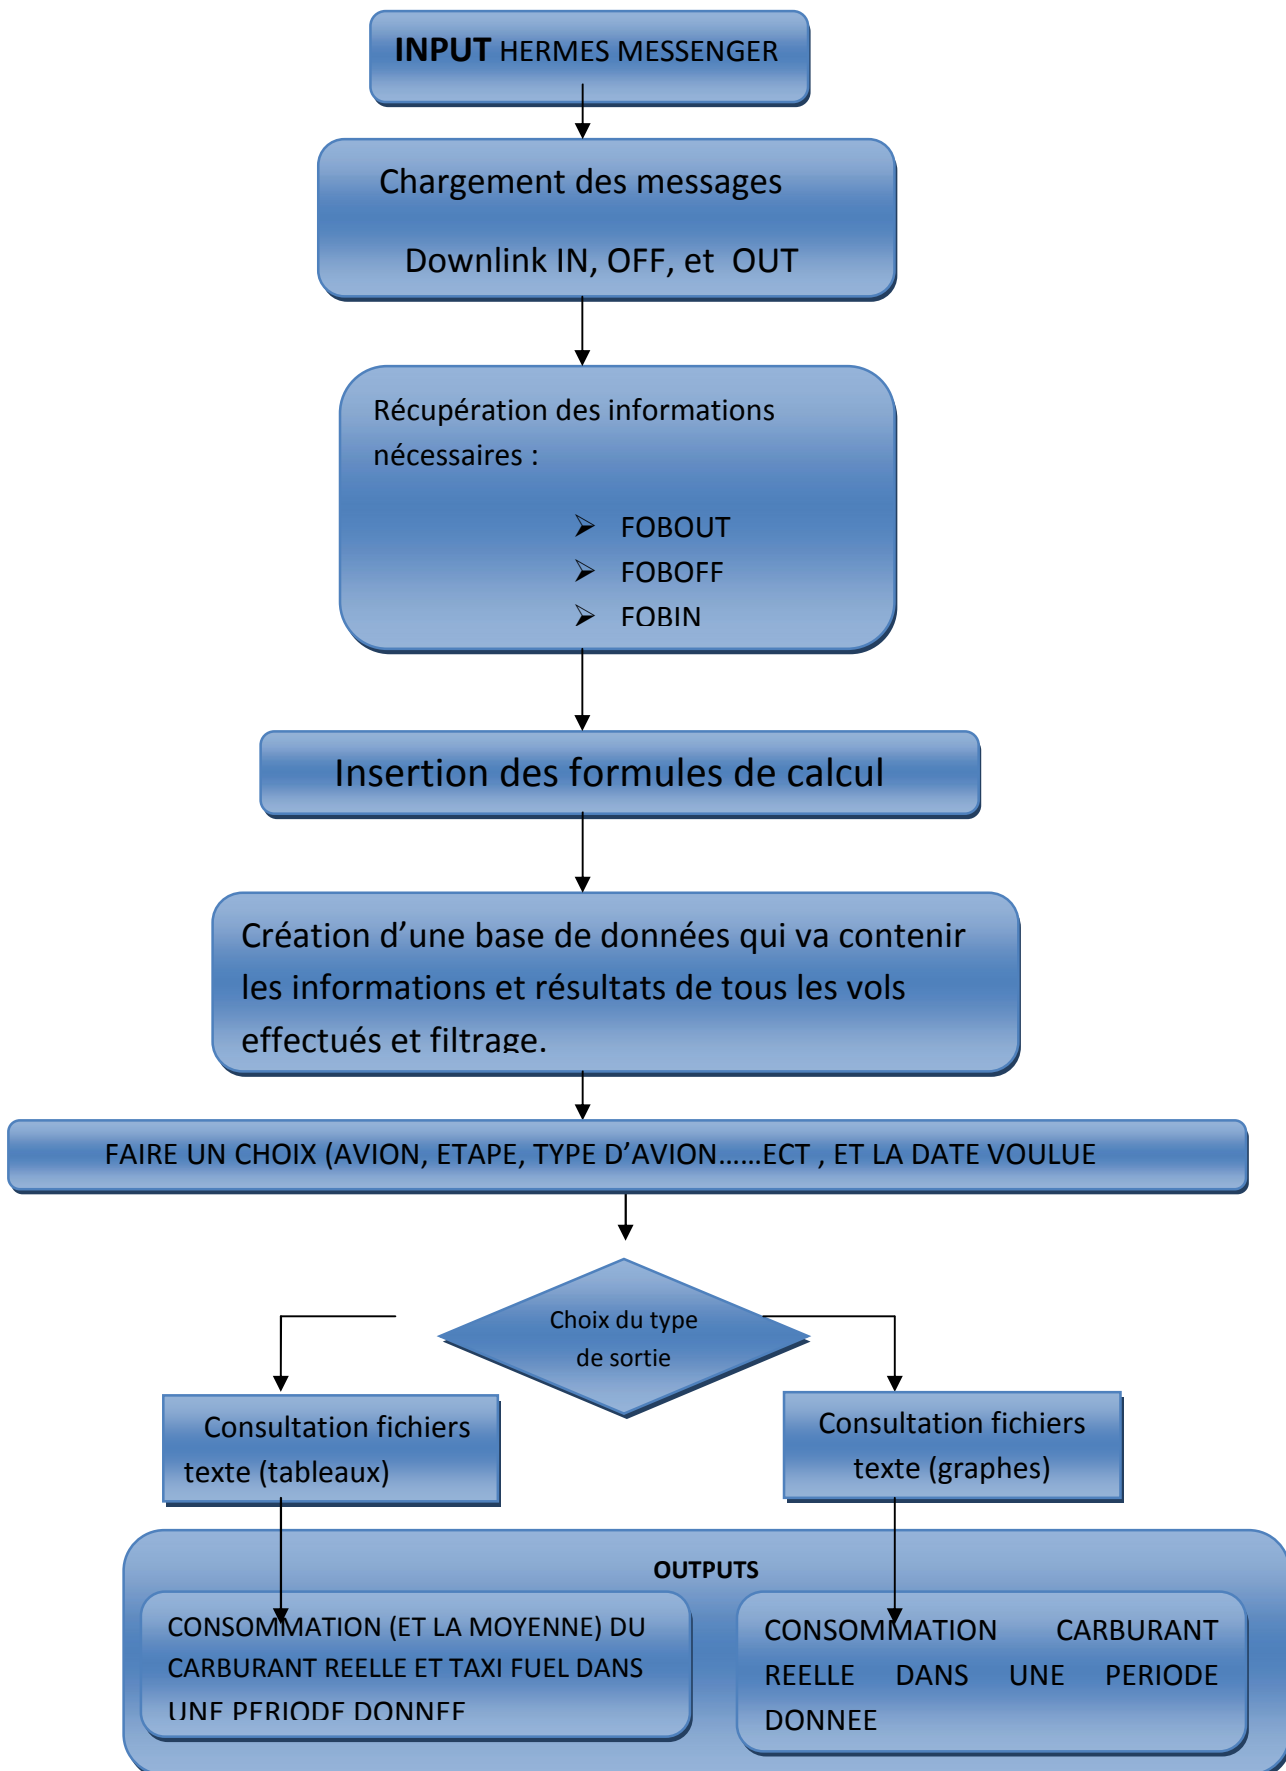 INPUT HERMES MESSENGER
Chargement des messages
Downlink IN, OFF, et OUT
Récupération des informations
nécessaires :
➢ FOBOUT
➢ FOBOFF
➢ FOBIN
Insertion des formules de calcul
Création d’une base de données qui va contenir
les informations et résultats de tous les vols
effectués et filtrage.
FAIRE UN CHOIX (AVION, ETAPE, TYPE D’AVION……ECT , ET LA DATE VOULUE
Choix du type
de sortie
Consultation fichiers
texte (tableaux)
Consultation fichiers
texte (graphes)
OUTPUTS
CONSOMMATION (ET LA MOYENNE) DU
CARBURANT REELLE ET TAXI FUEL DANS
UNE PERIODE DONNEE
CONSOMMATION CARBURANT
REELLE DANS UNE PERIODE
DONNEE